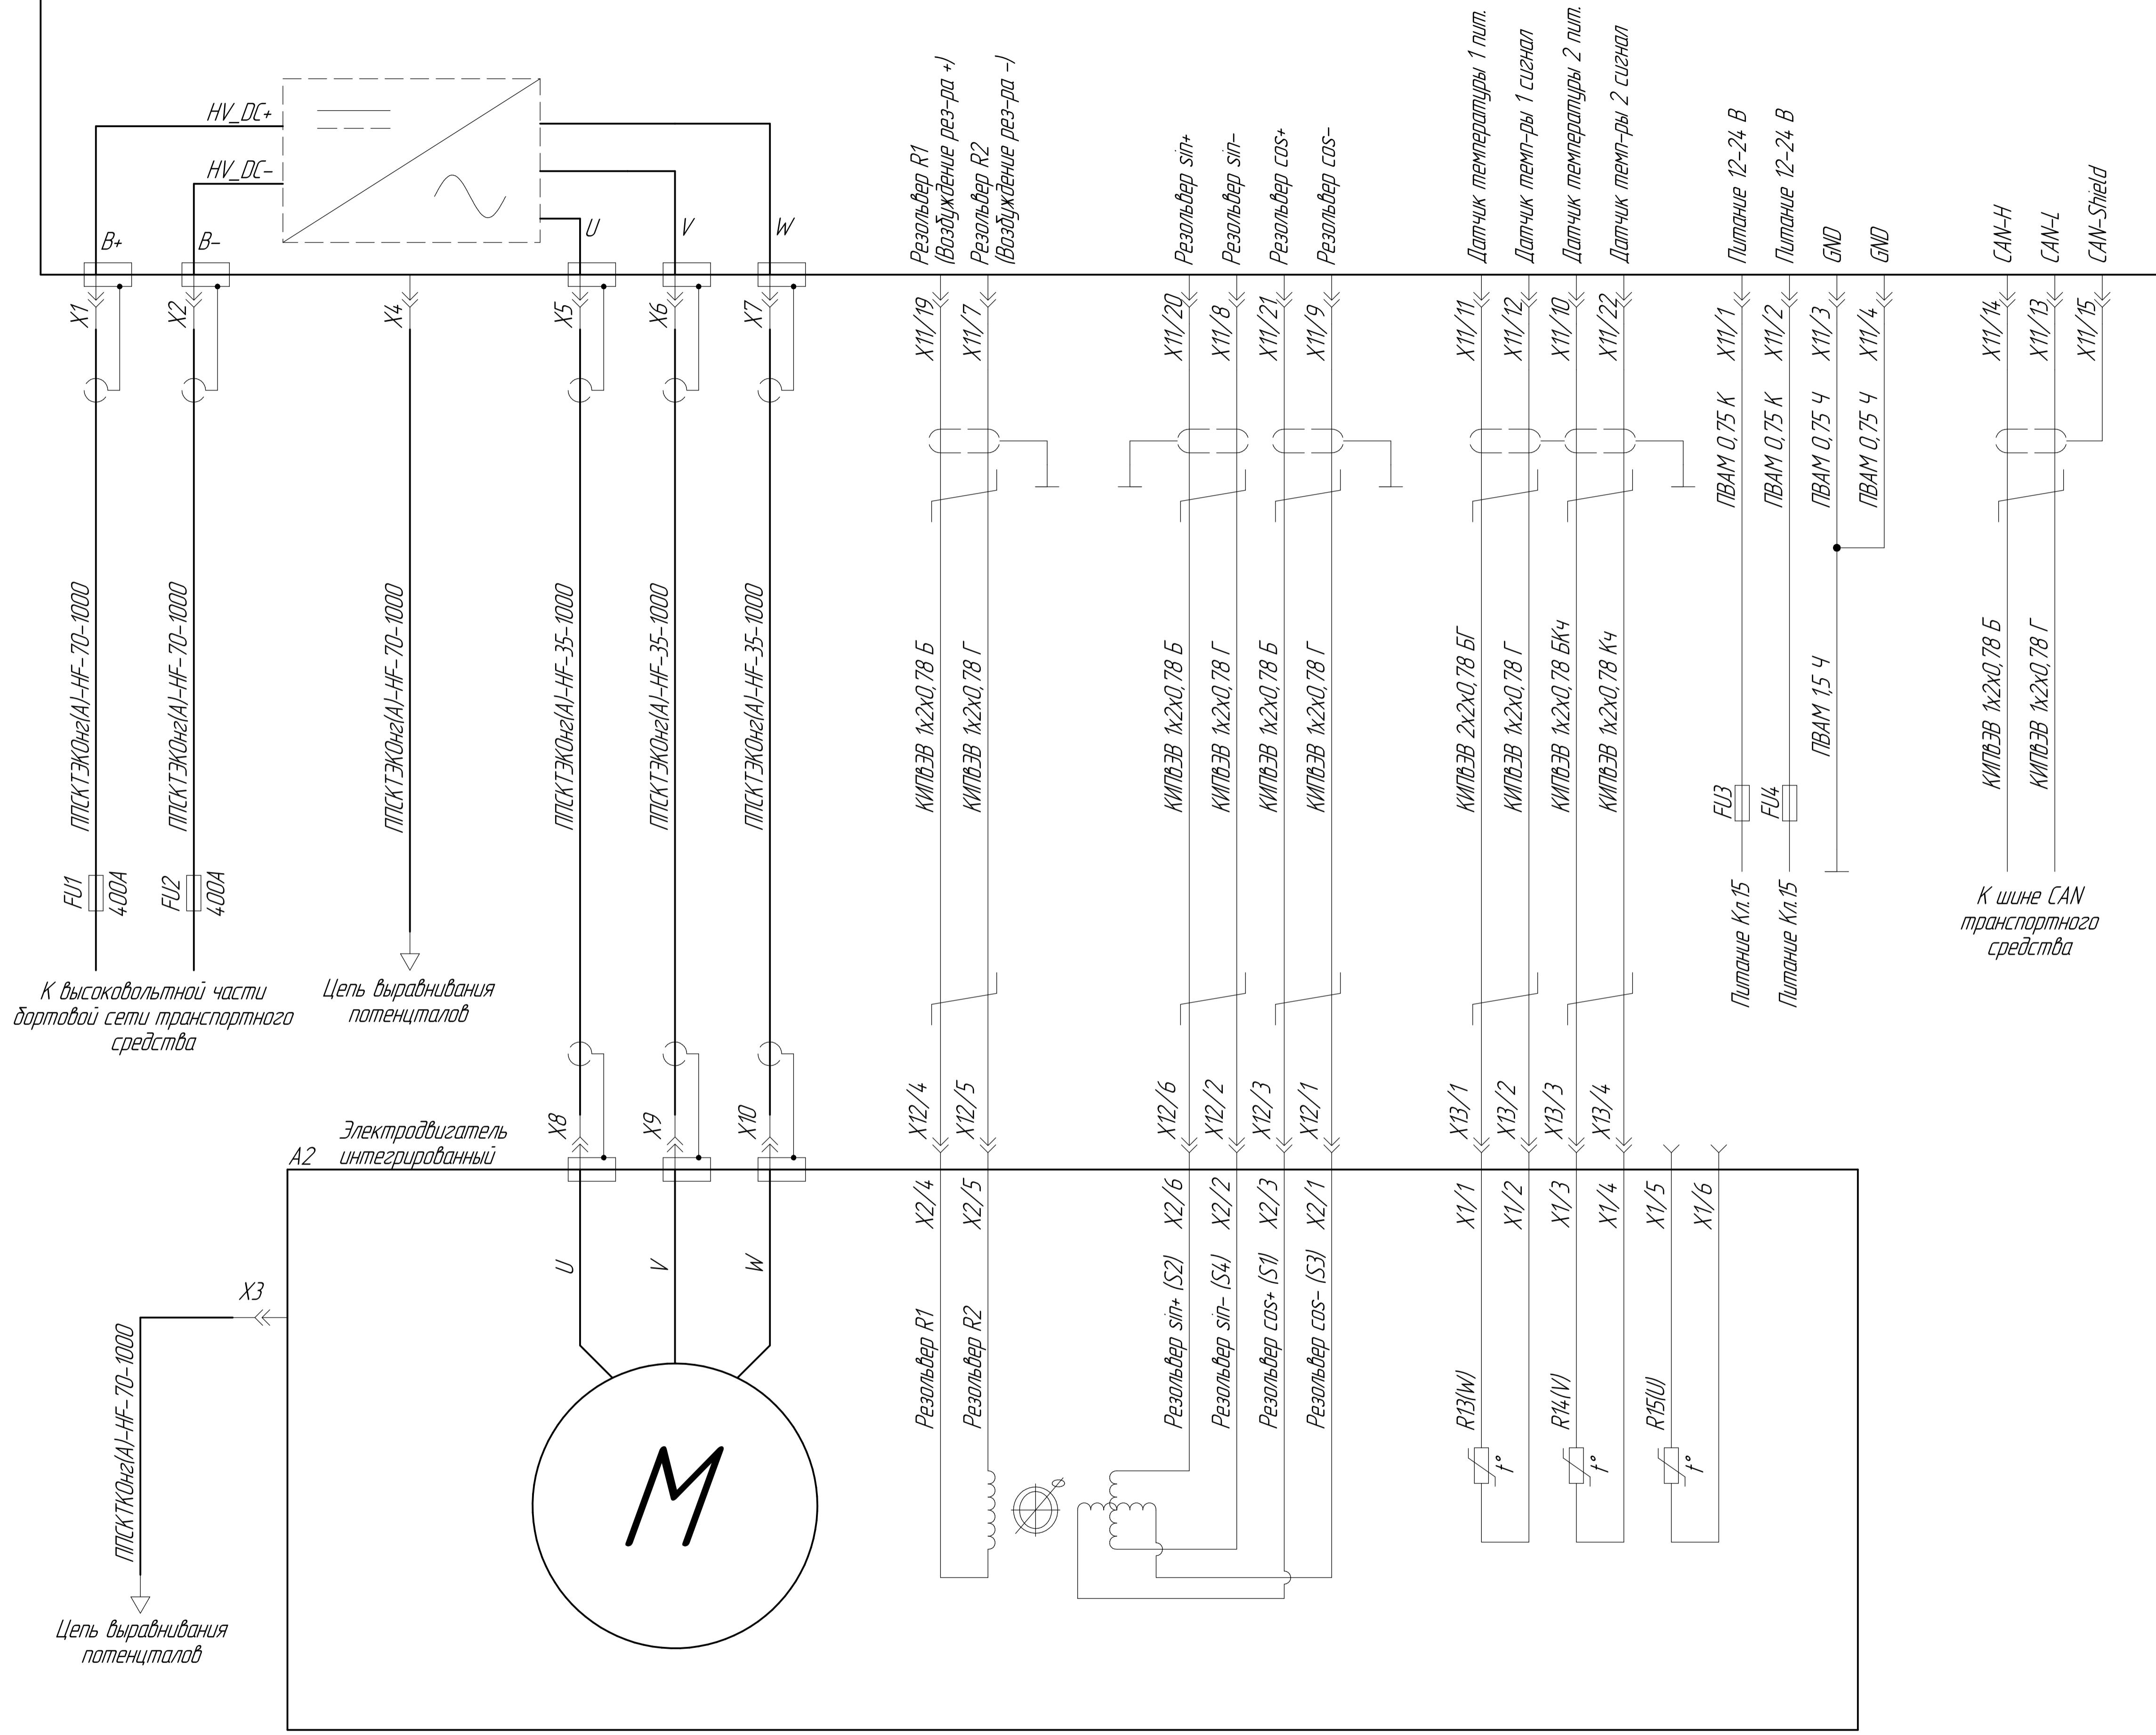 HV_DC+
HV_DC-
B+
B-
U
V
W
Резольвер R1
(Возбуждение рез-ра +)
Резольвер R2
(Возбуждение рез-ра -)
Резольвер sin+
Резольвер sin-
Резольвер cos+
Резольвер cos-
Датчик температуры 1 пит.
Датчик темп-ры 1 сигнал
Датчик температуры 2 пит.
Датчик темп-ры 2 сигнал
Питание 12-24 В
Питание 12-24 В
GND
GND
CAN-H
CAN-L
CAN-Shield
X1
X2
X4
X5
X6
X7
X11/19
X11/7
X11/20
X11/8
X11/21
X11/9
X11/11
X11/12
X11/10
X11/22
X11/1
X11/2
X11/3
X11/4
X11/14
X11/13
X11/15
ПВАМ 0,75 К
ПВАМ 0,75 К
ПВАМ 0,75 Ч
ПВАМ 0,75 Ч
ППСКТЭКОнг(А)-HF-70-1000
ППСКТЭКОнг(А)-HF-70-1000
ППСКТЭКОнг(А)-HF-70-1000
ППСКТЭКОнг(А)-HF-35-1000
ППСКТЭКОнг(А)-HF-35-1000
ППСКТЭКОнг(А)-HF-35-1000
КИПвЭВ 1х2х0,78 Б
КИПвЭВ 1х2х0,78 Г
КИПвЭВ 1х2х0,78 Б
КИПвЭВ 1х2х0,78 Г
КИПвЭВ 1х2х0,78 Б
КИПвЭВ 1х2х0,78 Г
КИПвЭВ 2х2х0,78 БГ
КИПвЭВ 1х2х0,78 Г
КИПвЭВ 1х2х0,78 БКч
КИПвЭВ 1х2х0,78 Кч
ПВАМ 1,5 Ч
КИПвЭВ 1х2х0,78 Б
КИПвЭВ 1х2х0,78 Г
FU1
400А
FU2
400А
FU3
FU4
Питание Кл.15
Питание Кл.15
К шине CAN
транспортного
средства
К высоковольтной части
бортовой сети транспортного
средства
Цепь выравнивания
потенцталов
X8
X9
X10
X12/4
X12/5
X12/6
X12/2
X12/3
X12/1
X13/1
X13/2
X13/3
X13/4
А2
Электродвигатель
интегрированный
X2/4
X2/5
X2/6
X2/2
X2/3
X2/1
X1/1
X1/2
X1/3
X1/4
X1/5
X1/6
U
V
W
Резольвер R1
Резольвер R2
Резольвер sin+ (S2)
Резольвер sin- (S4)
Резольвер cos+ (S1)
Резольвер cos- (S3)
R13(W)
R14(V)
R15(U)
t°
t°
t°
X3
ППСКТКОнг(А)-HF-70-1000
M
Цепь выравнивания
потенцталов